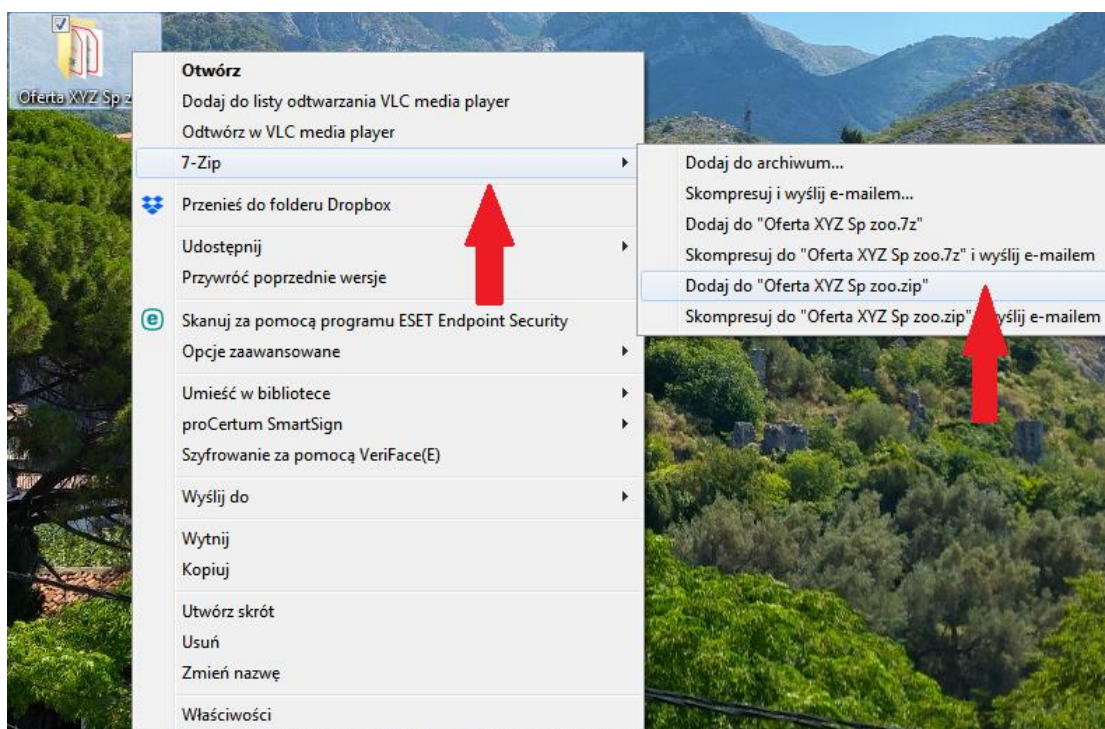 Oferta XYZ Sp z
Otwórz
Dodaj do listy odtwarzania VLC media player
Odtwórz w VLC media player
7-Zip
Przenieś do folderu Dropbox
Udostępnij
Przywróć poprzednie wersje
Skanuj za pomocą programu ESET Endpoint Security
Opcje zaawansowane
Umieść w bibliotece
proCertum SmartSign
Szyfrowanie za pomocą VeriFace(E)
Wyślij do
Wytnij
Kopiuj
Utwórz skrót
Usuń
Zmień nazwę
Właściwości
Dodaj do archiwum...
Skompresuj i wyślij e-mailem...
Dodaj do "Oferta XYZ Sp zoo.7z"
Skompresuj do "Oferta XYZ Sp zoo.7z" i wyślij e-mailem
Dodaj do "Oferta XYZ Sp zoo.zip"
Skompresuj do "Oferta XYZ Sp zoo.zip" wyślij e-mailem